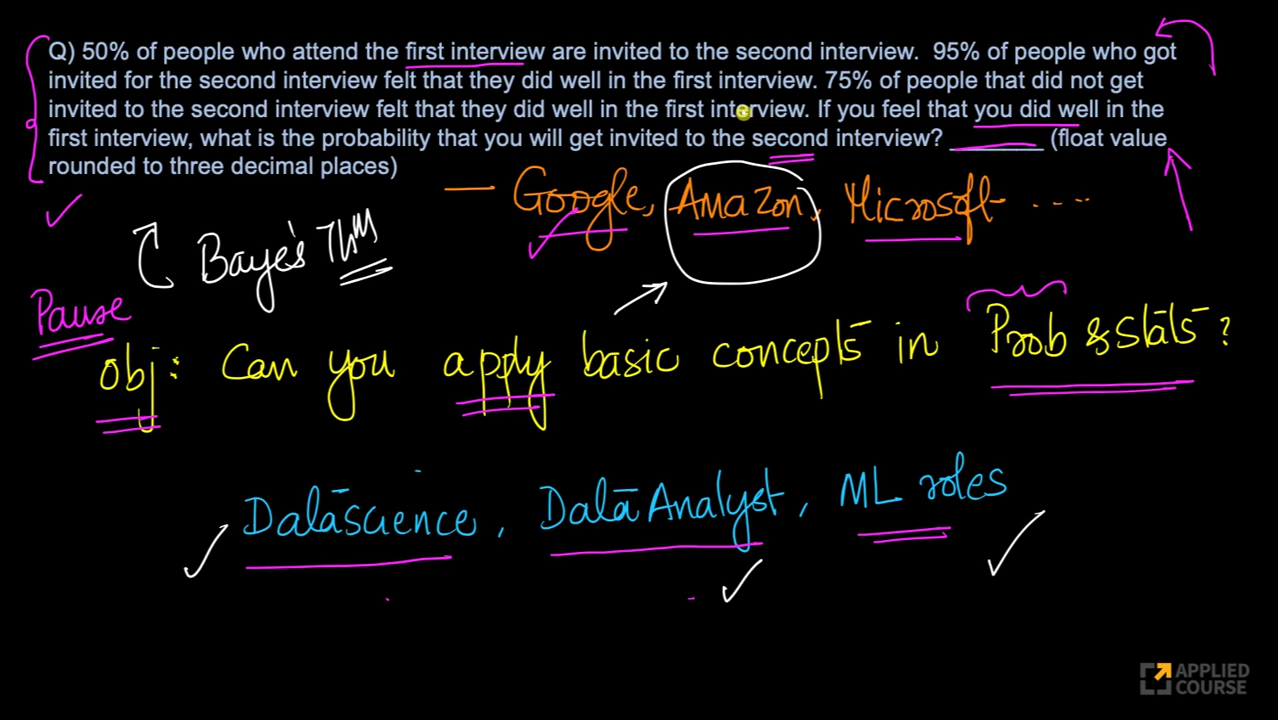 Q) 50% of people who attend the first interview are invited to the second interview. 95% of people who got
invited for the second interview felt that they did well in the first interview. 75% of people that did not get
invited to the second interview felt that they did well in the first interview. If you feel that you did well in the
first interview, what is the probability that you will get invited to the second interview? ________ (float value
rounded to three decimal places)
— Google, Amazon, Microsoft ....
Baye's Thm
Pause
Obj: Can you apply basic concepts in Prob & Stats?
Datascience, Data Analyst, ML roles
APPLIED
COURSE